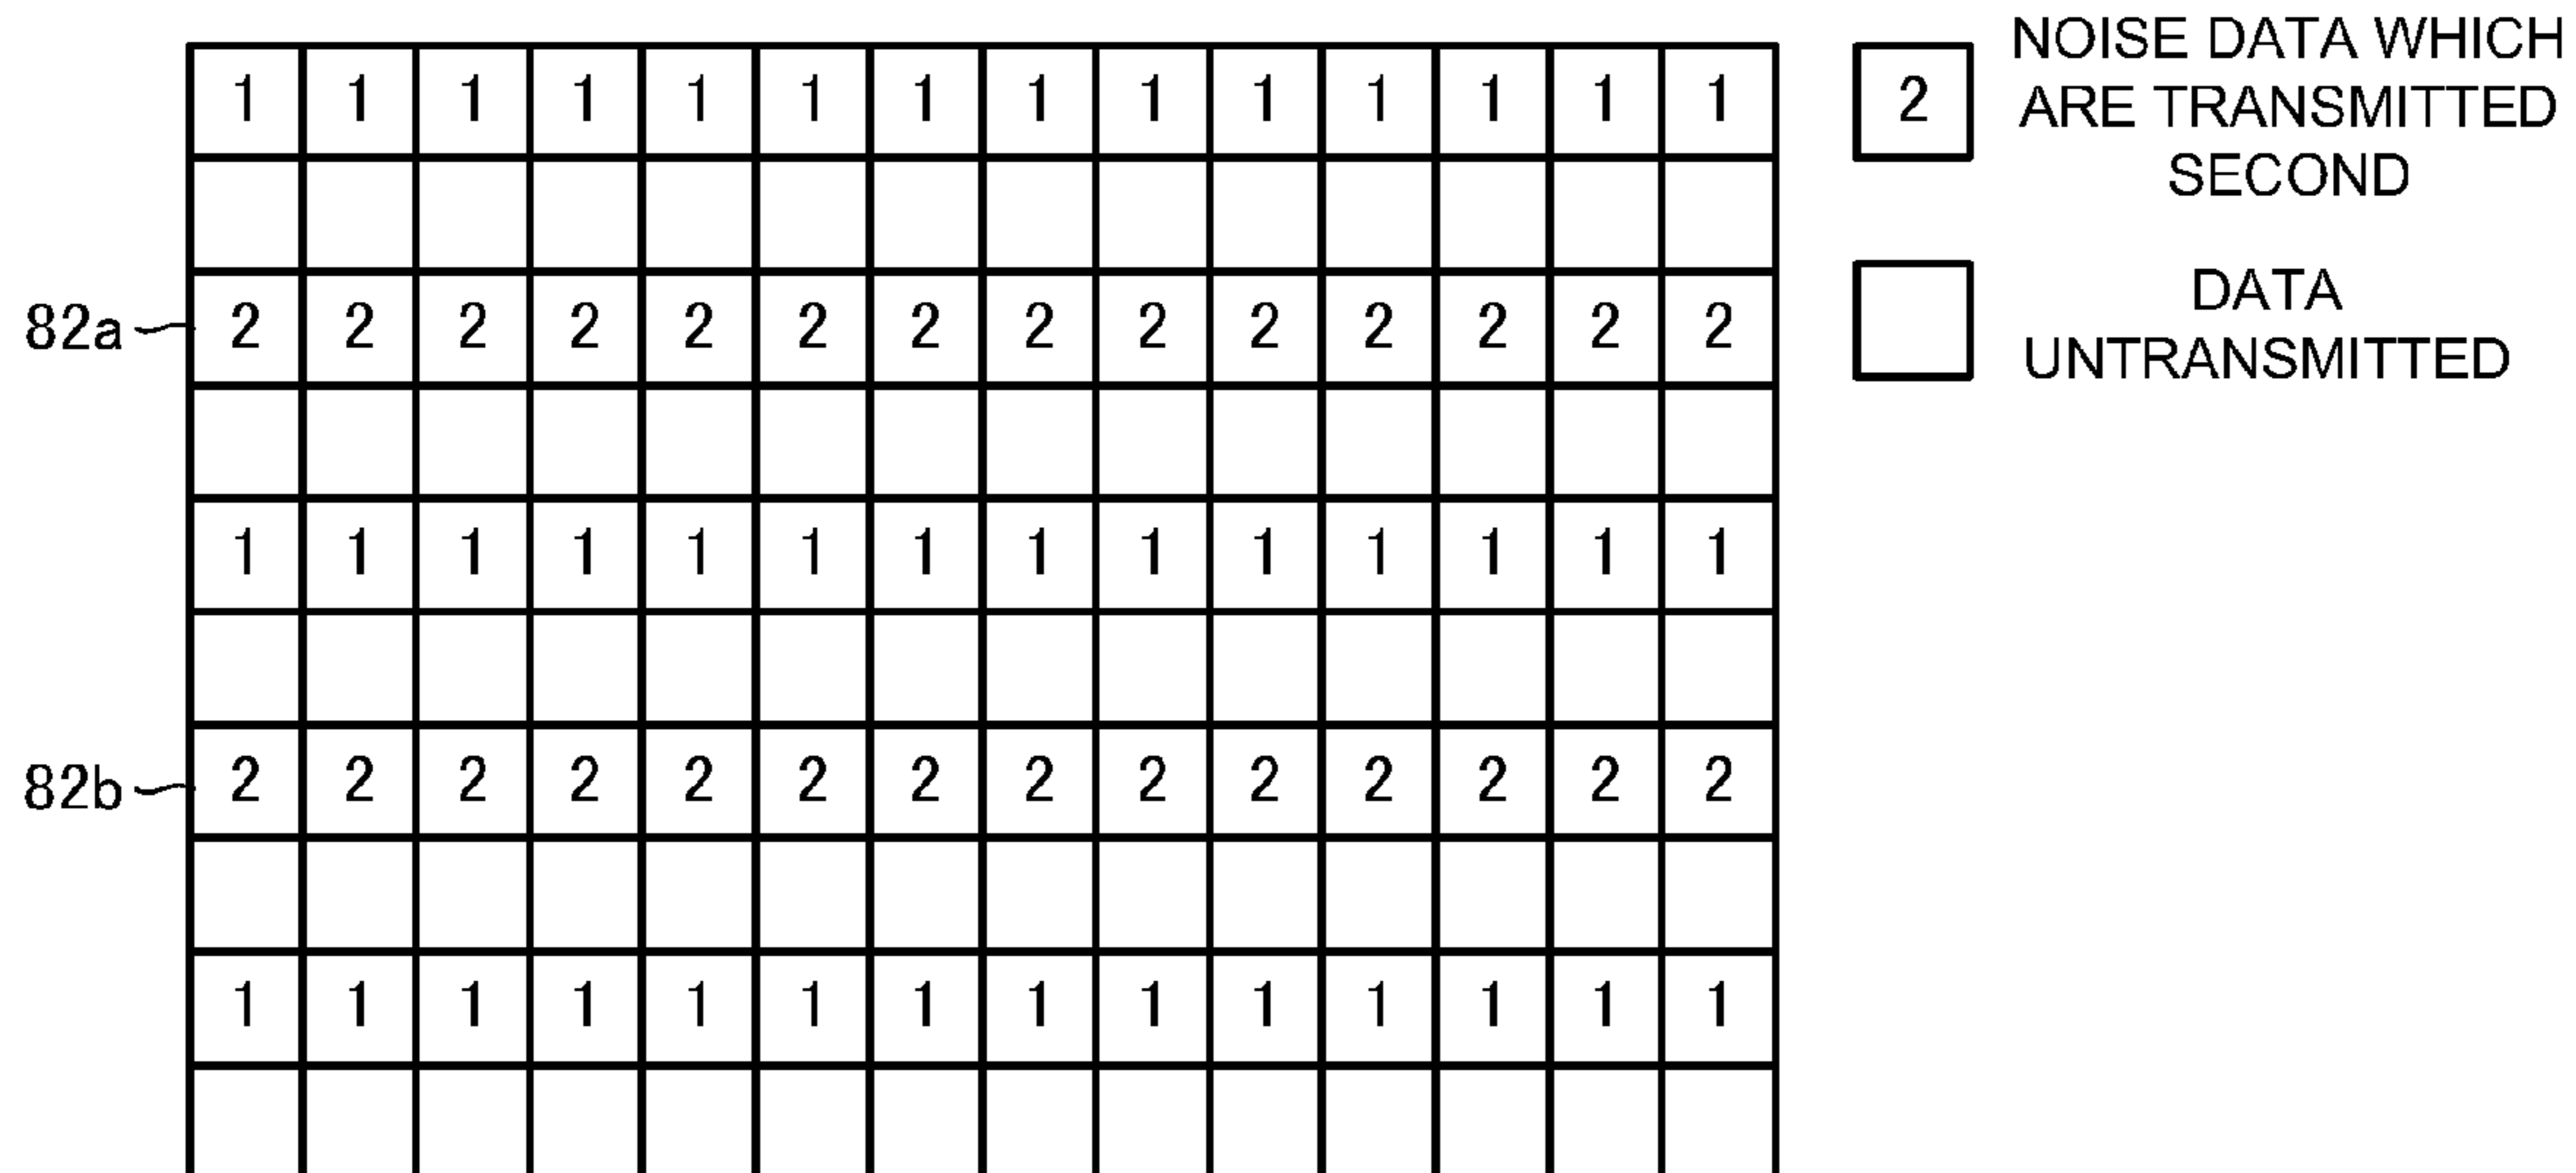 1 1 1 1 1 1 1 1 1 1 1 1 1 1
82a 2 2 2 2 2 2 2 2 2 2 2 2 2 2
1 1 1 1 1 1 1 1 1 1 1 1 1 1
82b 2 2 2 2 2 2 2 2 2 2 2 2 2 2
1 1 1 1 1 1 1 1 1 1 1 1 1 1
2
NOISE DATA WHICH
ARE TRANSMITTED
SECOND
DATA
UNTRANSMITTED